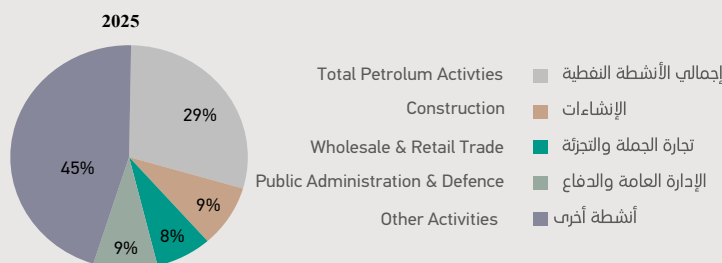 2025
29%
9%
8%
9%
45%
Total Petrolum Activties إجمالي الأنشطة النفطية
Construction الإنشاءات
Wholesale & Retail Trade تجارة الجملة والتجزئة
Public Administration & Defence الإدارة العامة والدفاع
Other Activities أنشطة أخرى